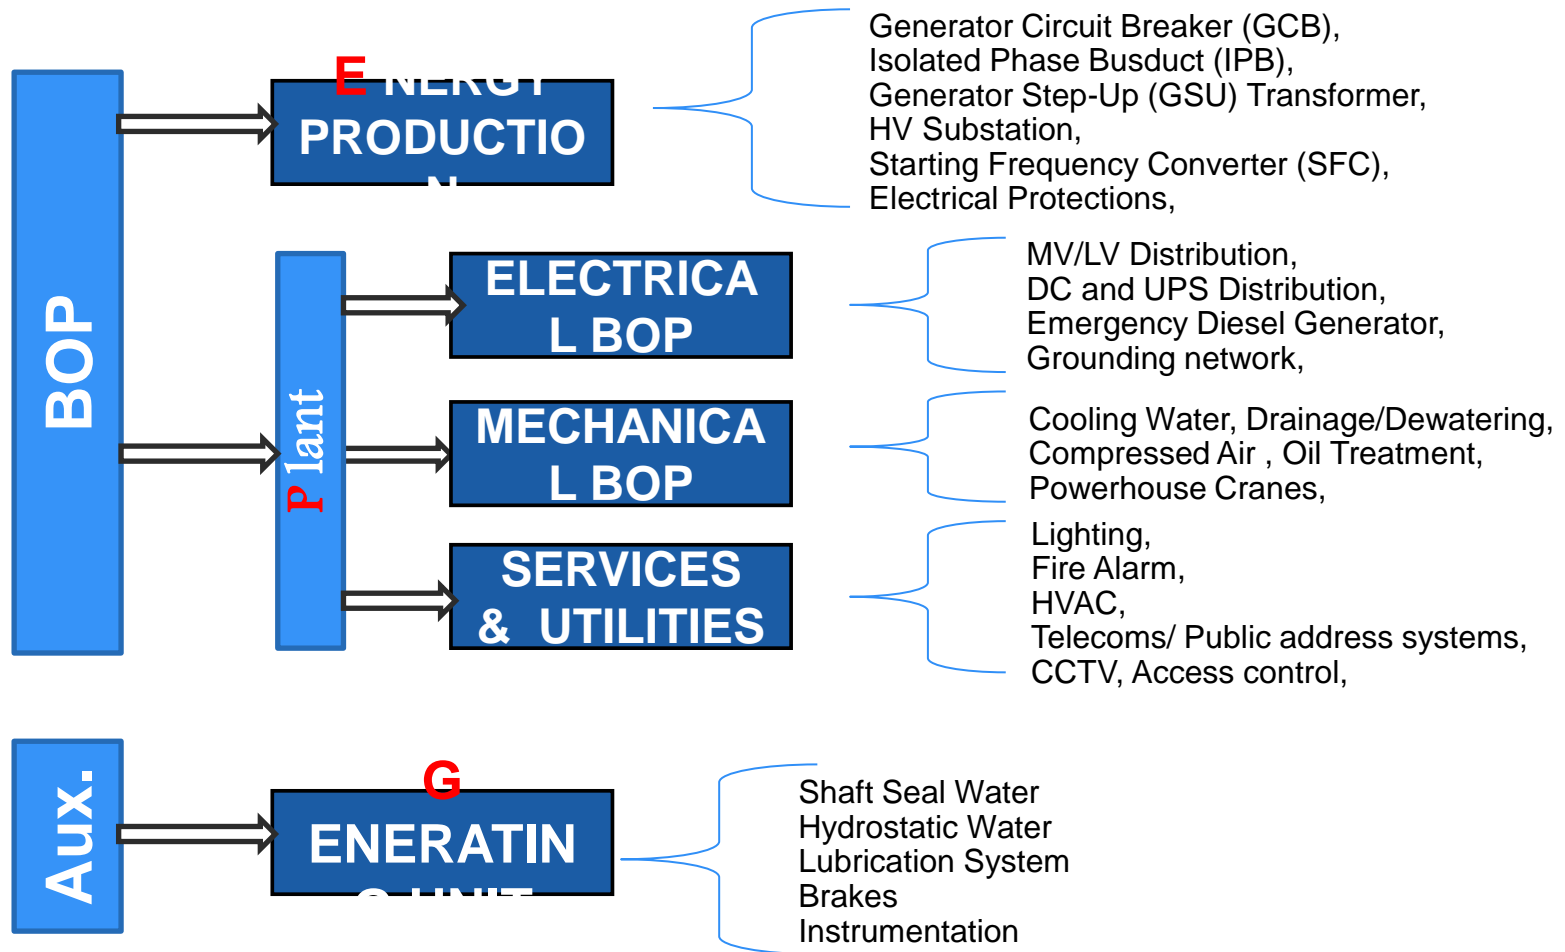 BOP
E NERGY
PRODUCTIO
N
Generator Circuit Breaker (GCB),
Isolated Phase Busduct (IPB),
Generator Step-Up (GSU) Transformer,
HV Substation,
Starting Frequency Converter (SFC),
Electrical Protections,
P lant
ELECTRICA
L BOP
MV/LV Distribution,
DC and UPS Distribution,
Emergency Diesel Generator,
Grounding network,
MECHANICA
L BOP
Cooling Water, Drainage/Dewatering,
Compressed Air , Oil Treatment,
Powerhouse Cranes,
SERVICES
& UTILITIES
Lighting,
Fire Alarm,
HVAC,
Telecoms/ Public address systems,
CCTV, Access control,
Aux.
G
ENERATIN
G UNIT
Shaft Seal Water
Hydrostatic Water
Lubrication System
Brakes
Instrumentation